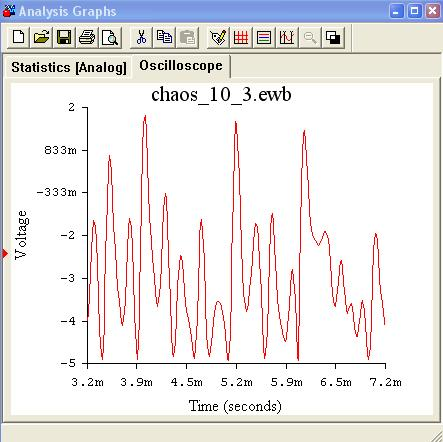 Analysis Graphs
Statistics [Analog] Oscilloscope
chaos_10_3.ewb
2
833m
-333m
-2
-3
-4
-5
Voltage
3.2m 3.9m 4.5m 5.2m 5.9m 6.5m 7.2m
Time (seconds)